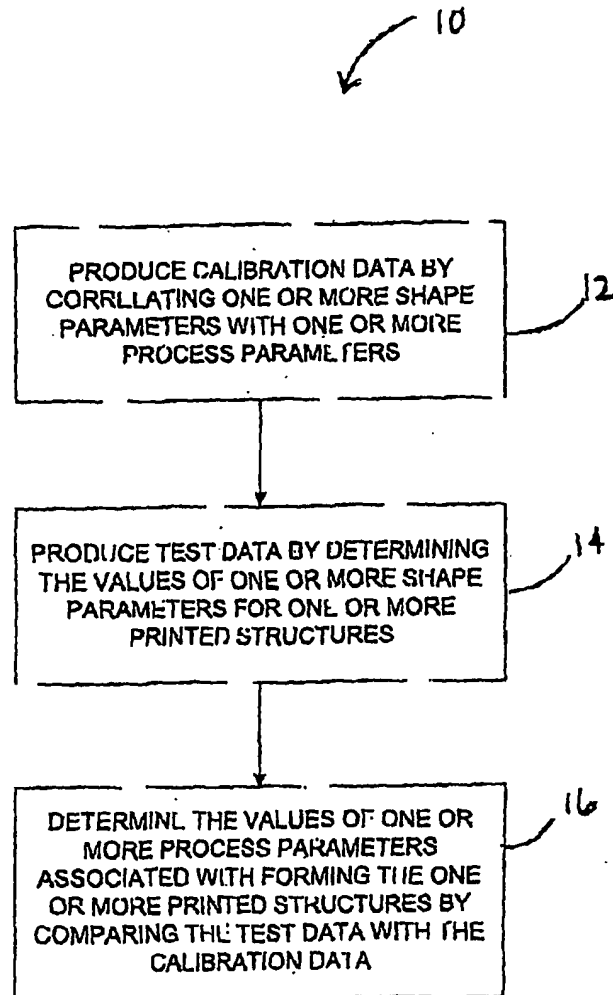 10
PRODUCE CALIBRATION DATA BY
CORRELATING ONE OR MORE SHAPE
PARAMETERS WITH ONE OR MORE
PROCESS PARAMETERS
12
PRODUCE TEST DATA BY DETERMINING
THE VALUES OF ONE OR MORE SHAPE
PARAMETERS FOR ONE OR MORE
PRINTED STRUCTURES
14
DETERMINE THE VALUES OF ONE OR
MORE PROCESS PARAMETERS
ASSOCIATED WITH FORMING THE ONE
OR MORE PRINTED STRUCTURES BY
COMPARING THE TEST DATA WITH THE
CALIBRATION DATA
16